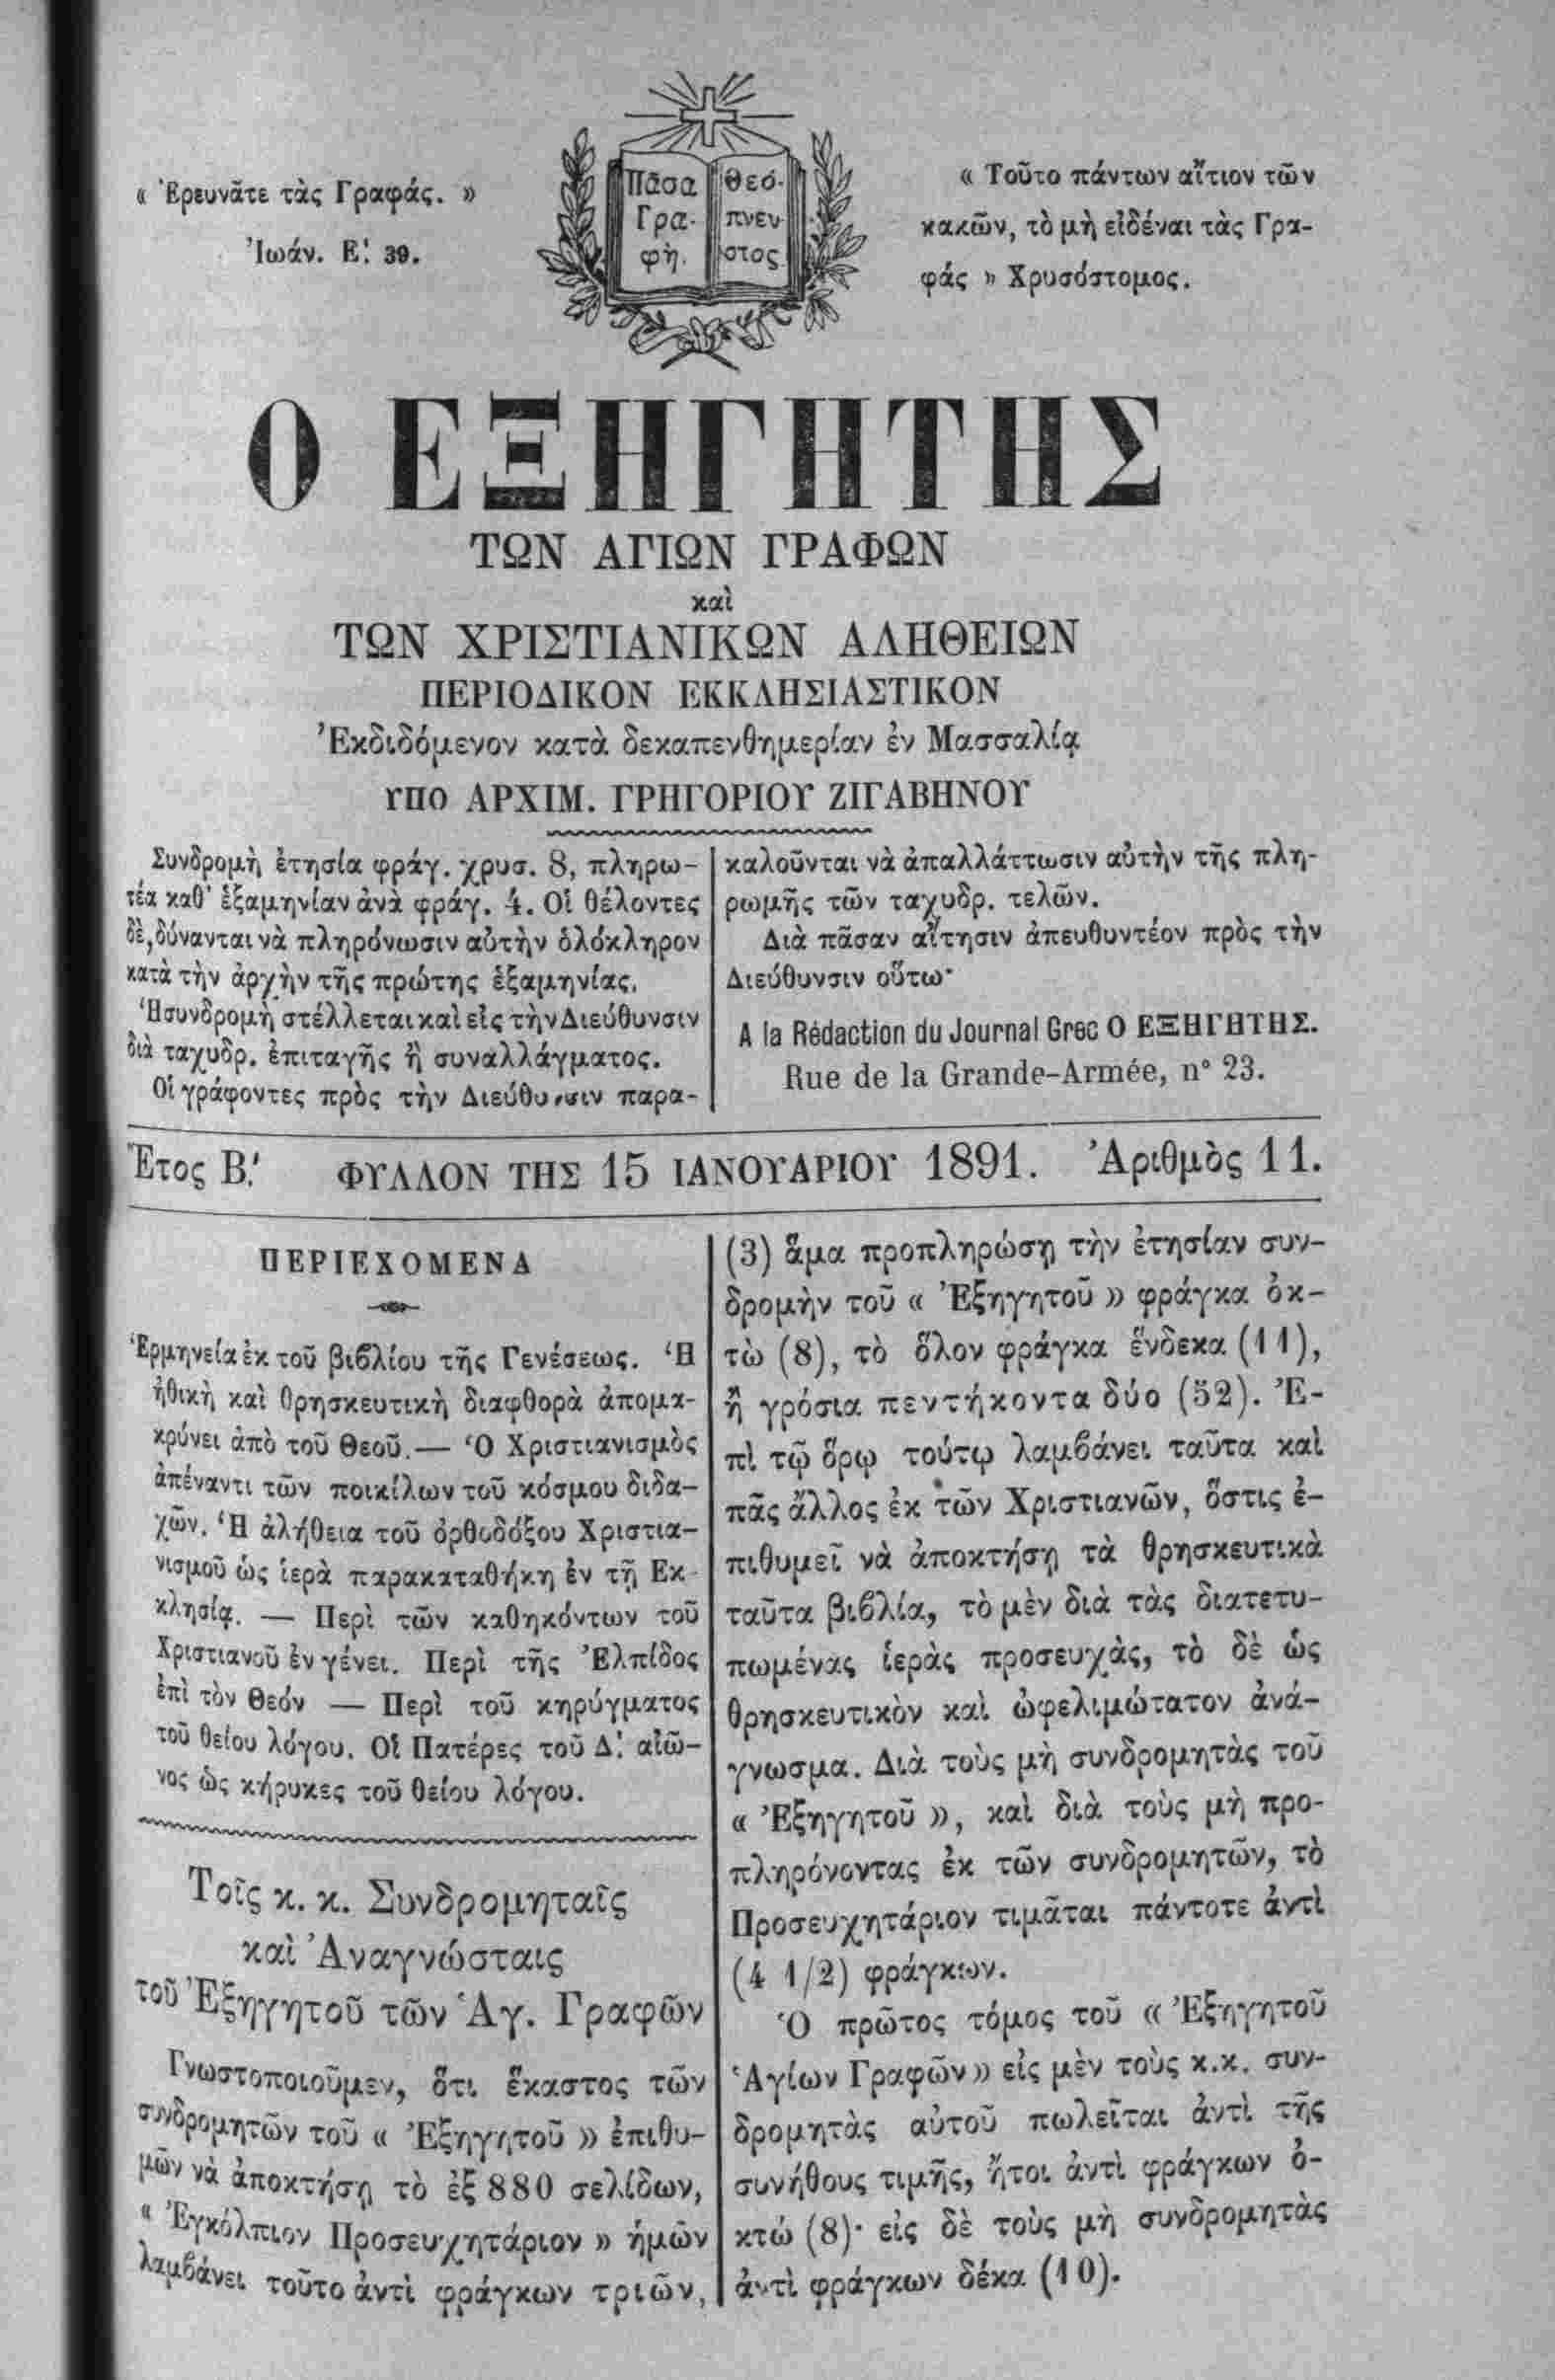 « Ἐρευνᾶτε τὰς Γραφάς. »
Ἰωάν. Ε΄. 39.
Πᾶσα
Γρα-
φὴ.
Θεό-
πνευ-
στος
« Τοῦτο πάντων αἴτιον τῶν
κακῶν, τὸ μὴ εἰδέναι τὰς Γρα-
φάς » Χρυσόστομος.
Ο ΕΞΗΓΗΤΗΣ
ΤΩΝ ΑΓΙΩΝ ΓΡΑΦΩΝ
καὶ
ΤΩΝ ΧΡΙΣΤΙΑΝΙΚΩΝ ΑΛΗΘΕΙΩΝ
ΠΕΡΙΟΔΙΚΟΝ ΕΚΚΛΗΣΙΑΣΤΙΚΟΝ
Ἐκδιδόμενον κατὰ δεκαπενθημερίαν ἐν Μασσαλίᾳ
ΥΠΟ ΑΡΧΙΜ. ΓΡΗΓΟΡΙΟΥ ΖΙΓΑΒΗΝΟΥ
Συνδρομὴ ἐτησία φράγ. χρυσ. 8, πληρω-
τέα καθ' ἑξαμηνίαν ἀνὰ φράγ. 4. Οἱ θέλοντες
δὲ, δύνανται νὰ πληρόνωσιν αὐτὴν ὁλόκληρον
κατὰ τὴν ἀρχὴν τῆς πρώτης ἑξαμηνίας.
Ἡ συνδρομὴ στέλλεται καὶ εἰς τὴν Διεύθυνσιν
διὰ ταχυδρ. ἐπιταγῆς ἢ συναλλάγματος.
Οἱ γράφοντες πρὸς τὴν Διεύθυνσιν παρα-
καλοῦνται νὰ ἀπαλλάττωσιν αὐτὴν τῆς πλη-
ρωμῆς τῶν ταχυδρ. τελῶν.
Διὰ πᾶσαν αἴτησιν ἀπευθυντέον πρὸς τὴν
Διεύθυνσιν οὕτω·
A la Rédaction du Journal Grec Ο ΕΞΗΓΗΤΗΣ.
Rue de la Grande-Armée, n° 23.
Ἔτος Β΄. ΦΥΛΛΟΝ ΤΗΣ 15 ΙΑΝΟΥΑΡΙΟΥ 1891. Ἀριθμὸς 11.
ΠΕΡΙΕΧΟΜΕΝΑ
Ἑρμηνεία ἐκ τοῦ βιβλίου τῆς Γενέσεως. Ἡ
ἠθικὴ καὶ θρησκευτικὴ διαφθορὰ ἀπομα-
κρύνει ἀπὸ τοῦ Θεοῦ. — Ὁ Χριστιανισμὸς
ἀπέναντι τῶν ποικίλων τοῦ κόσμου διδα-
χῶν. Ἡ ἀλήθεια τοῦ ὀρθοδόξου Χριστια-
νισμοῦ ὡς ἱερὰ παρακαταθήκη ἐν τῇ Εκ-
κλησίᾳ. — Περὶ τῶν καθηκόντων τοῦ
Χριστιανοῦ ἐν γένει. Περὶ τῆς Ἐλπίδος
ἐπὶ τὸν Θεόν — Περὶ τοῦ κηρύγματος
τοῦ θείου λόγου. Οἱ Πατέρες τοῦ Δ΄. αἰῶ-
νος ὡς κήρυκες τοῦ θείου λόγου.
Τοῖς κ. κ. Συνδρομηταῖς
καὶ Ἀναγνώσταις
τοῦ Ἐξηγητοῦ τῶν Ἁγ. Γραφῶν
Γνωστοποιοῦμεν, ὅτι ἕκαστος τῶν
συνδρομητῶν τοῦ « Ἐξηγητοῦ » ἐπιθυ-
μῶν νὰ ἀποκτήσῃ τὸ ἐξ 880 σελίδων,
« Ἐγκόλπιον Προσευχητάριον » ἡμῶν
λαμβάνει τοῦτο ἀντὶ φράγκων τριῶν,
(3) ἅμα προπληρώσῃ τὴν ἐτησίαν συν-
δρομὴν τοῦ « Ἐξηγητοῦ » φράγκα ὀκ-
τὼ (8), τὸ ὅλον φράγκα ἕνδεκα (11),
ἢ γρόσια πεντήκοντα δύο (52). Ἐ-
πὶ τῷ ὅρῳ τούτῳ λαμβάνει ταῦτα καὶ
πᾶς ἄλλος ἐκ τῶν Χριστιανῶν, ὅστις ἐ-
πιθυμεῖ νὰ ἀποκτήσῃ τὰ θρησκευτικὰ
ταῦτα βιβλία, τὸ μὲν διὰ τὰς διατετυ-
πωμένας ἱερὰς προσευχὰς, τὸ δὲ ὡς
θρησκευτικὸν καὶ ὠφελιμώτατον ἀνά-
γνωσμα. Διὰ τοὺς μὴ συνδρομητὰς τοῦ
« Ἐξηγητοῦ », καὶ διὰ τοὺς μὴ προ-
πληρόνοντας ἐκ τῶν συνδρομητῶν, τὸ
Προσευχητάριον τιμᾶται πάντοτε ἀντὶ
(4 1/2) φράγκων.
Ὁ πρῶτος τόμος τοῦ « Ἐξηγητοῦ
Ἁγίων Γραφῶν » εἰς μὲν τοὺς κ.κ. συν-
δρομητὰς αὐτοῦ πωλεῖται ἀντὶ τῆς
συνήθους τιμῆς, ἤτοι ἀντὶ φράγκων ὀ-
κτώ (8)· εἰς δὲ τοὺς μὴ συνδρομητὰς
ἀντὶ φράγκων δέκα (10).